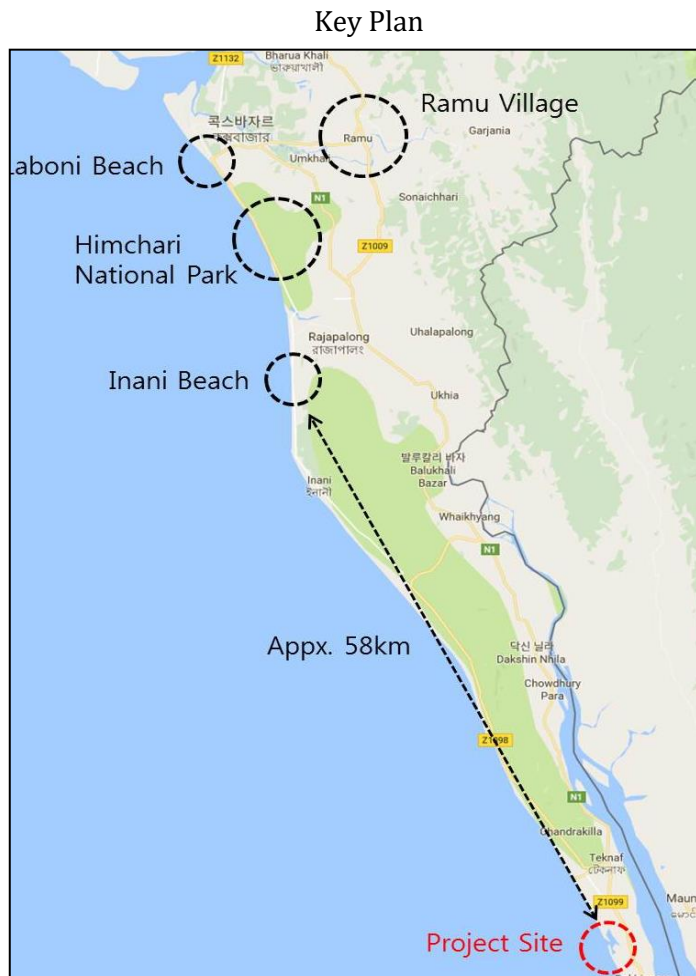 Key Plan
Z1132
Bharua Khali
ভারুয়াখালী
콕스바자르
কক্সবাজার
Ramu Village
Ramu
Garjania
Laboni Beach
Umkhali
N1
Sonaichhari
Himchari
National Park
Z1009
Rajapalong
রাজাপালং
Uhalapalong
Inani Beach
Ukhia
발루칼리 바자
Balukhali
Bazar
Inani
ইনানী
Whaikhyang
N1
Appx. 58km
닥신 닐라
Dakshin Nhila
Chowdhury
Para
Z1098
N1
Chandrakilla
Teknaf
টেকনাফ
Z1099
Maun
Project Site